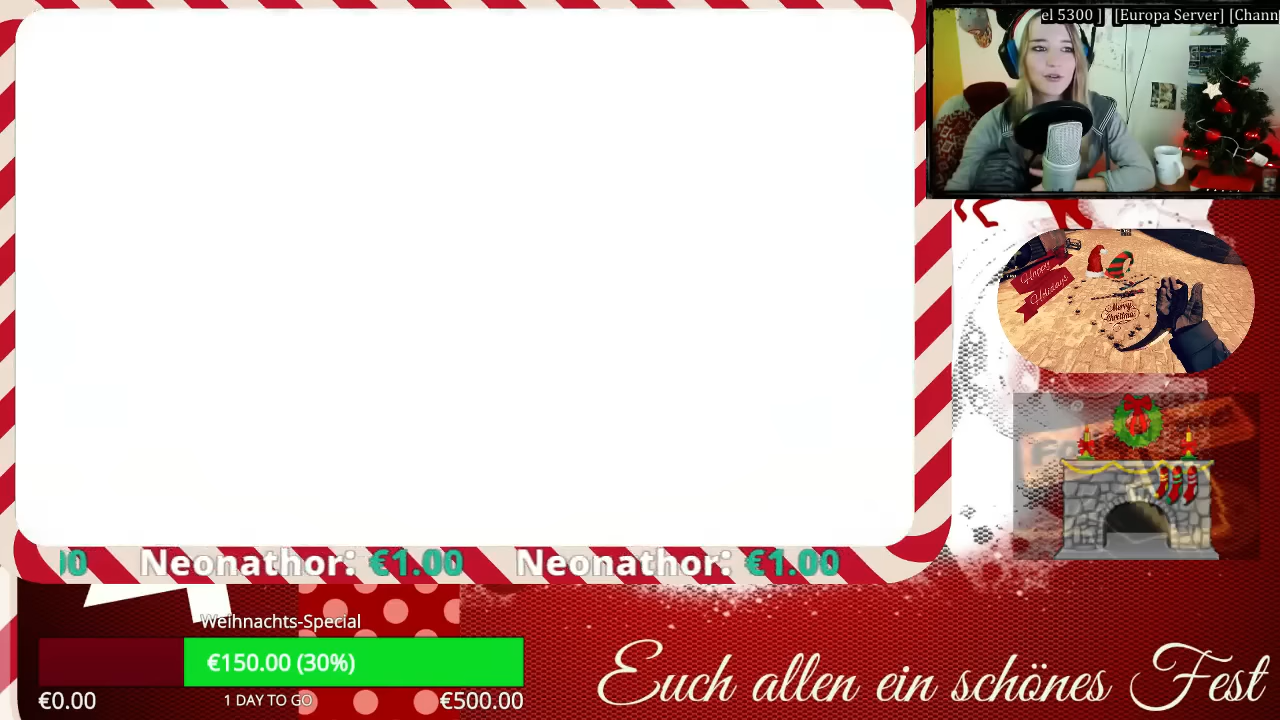 el 5300 ] [Europa Server] [Chann
Happy
Holidays
Merry
Christmas
00 Neonathor: €1.00 Neonathor: €1.00
Weihnachts-Special
€150.00 (30%)
€0.00 1 DAY TO GO €500.00
Euch allen ein schönes Fest